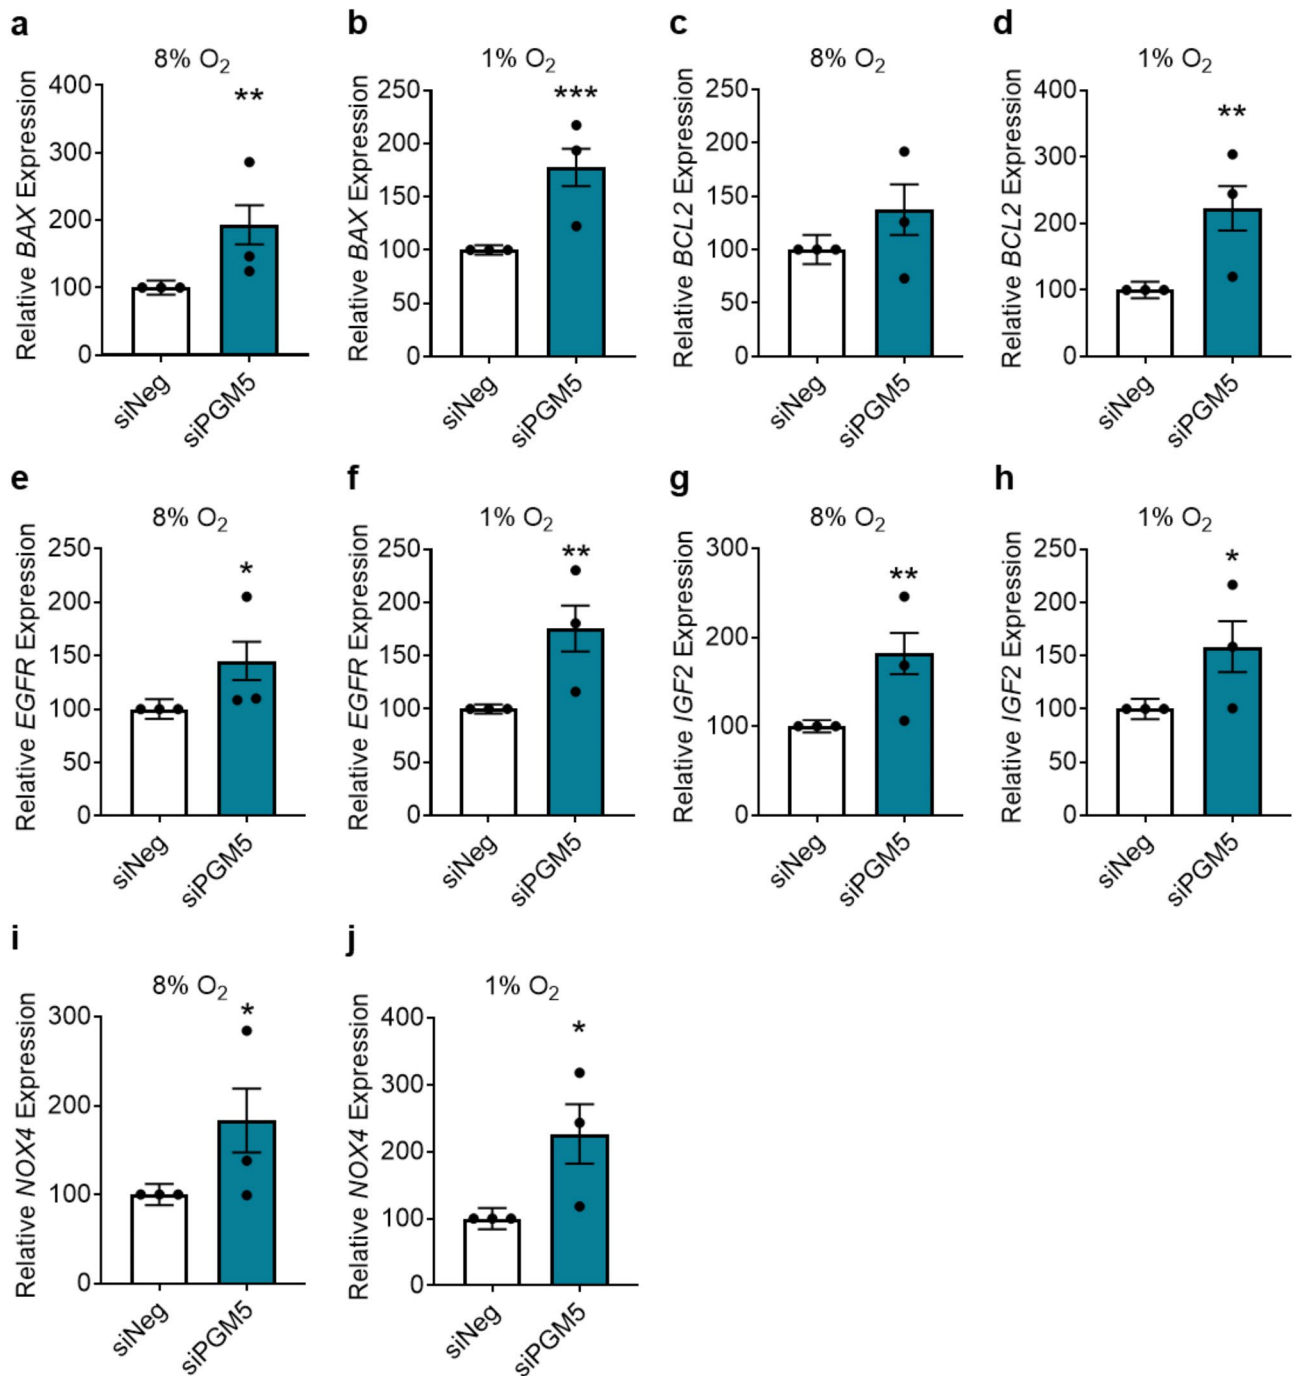 a
8% O2
**
Relative BAX Expression
400
300
200
100
0
siNeg
siPGM5
b
1% O2
***
Relative BAX Expression
250
200
150
100
50
0
siNeg
siPGM5
c
8% O2
Relative BCL2 Expression
250
200
150
100
50
0
siNeg
siPGM5
d
1% O2
**
Relative BCL2 Expression
400
300
200
100
0
siNeg
siPGM5
e
8% O2
*
Relative EGFR Expression
250
200
150
100
50
0
siNeg
siPGM5
f
1% O2
**
Relative EGFR Expression
250
200
150
100
50
0
siNeg
siPGM5
g
8% O2
**
Relative IGF2 Expression
300
200
100
0
siNeg
siPGM5
h
1% O2
*
Relative IGF2 Expression
250
200
150
100
50
0
siNeg
siPGM5
i
8% O2
*
Relative NOX4 Expression
300
200
100
0
siNeg
siPGM5
j
1% O2
*
Relative NOX4 Expression
400
300
200
100
0
siNeg
siPGM5